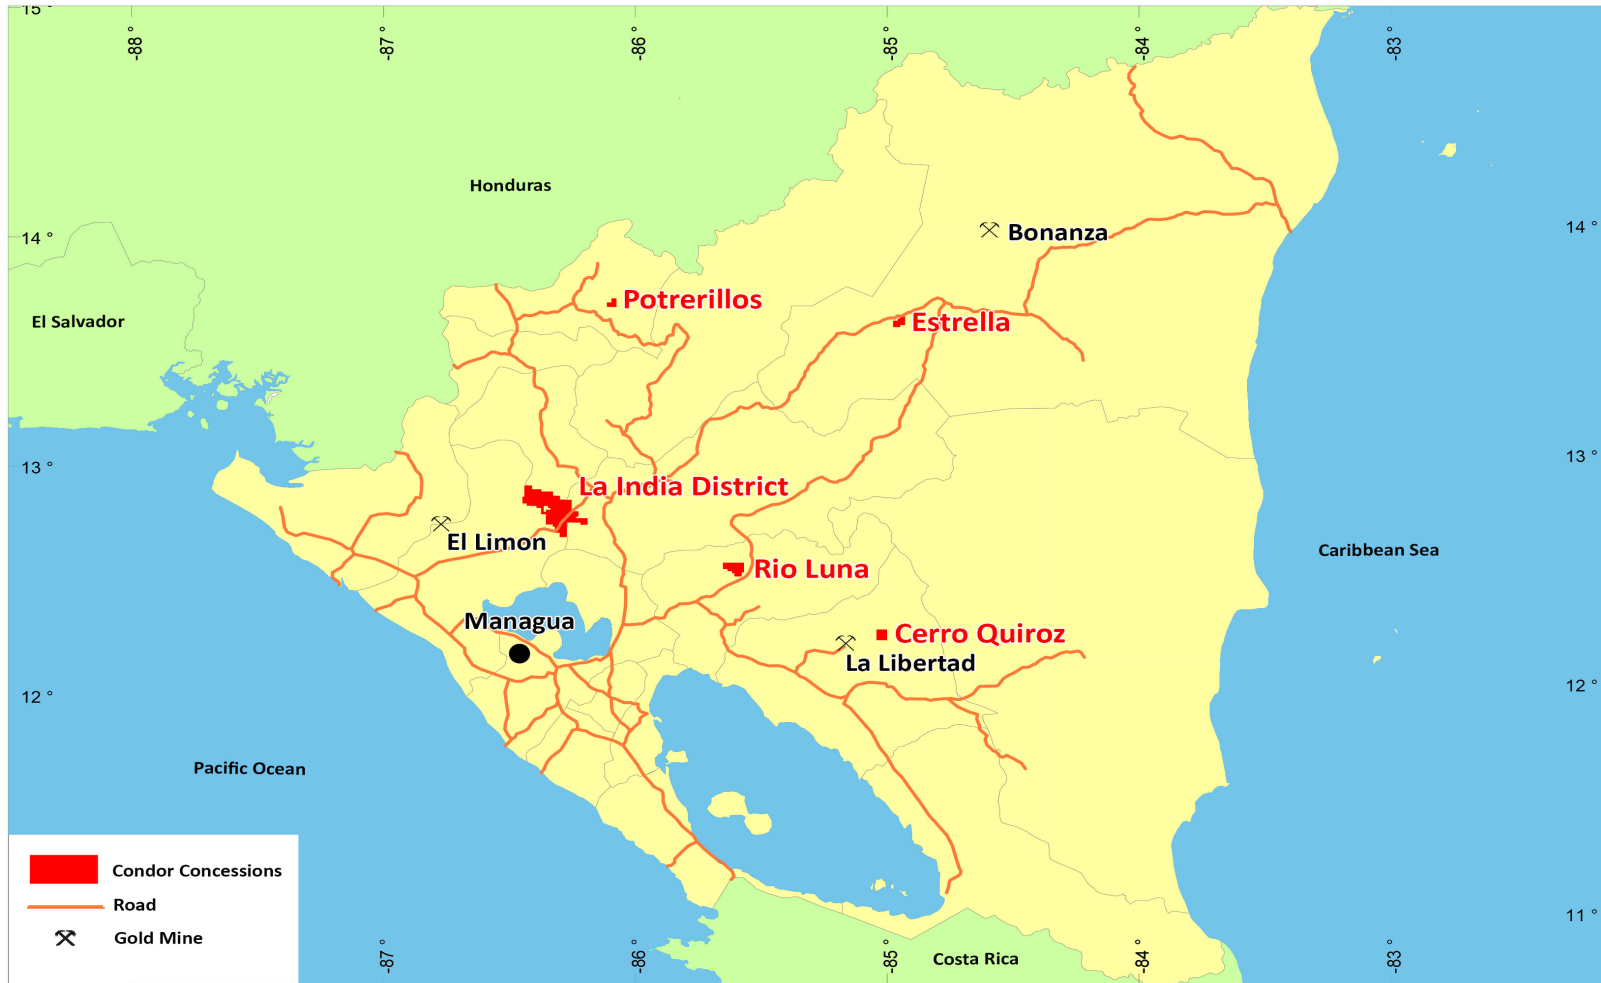 15 °
-88 °
-87 °
-86 °
-85 °
-84 °
-83 °
Honduras
14 °
Bonanza
14 °
Potrerillos
El Salvador
Estrella
13 °
13 °
La India District
El Limon
Caribbean Sea
Rio Luna
Managua
Cerro Quiroz
La Libertad
12 °
12 °
Pacific Ocean
Condor Concessions
Road
Gold Mine
11 °
-87 °
-86 °
-85 °
-84 °
-83 °
Costa Rica